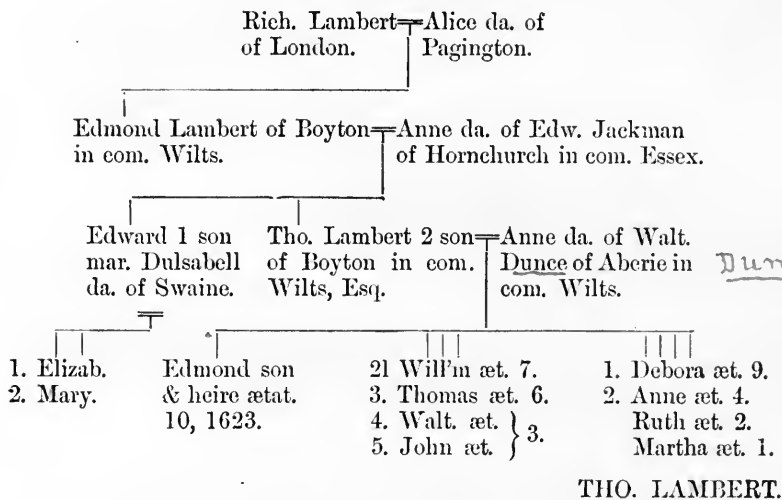 Rich. Lambert
of London.
Alice da. of
Pagington.
Edmond Lambert of Boyton
in com. Wilts.
Anne da. of Edw. Jackman
of Hornchurch in com. Essex.
Edward 1 son
mar. Dulsabell
da. of Swaine.
Tho. Lambert 2 son
of Boyton in com.
Wilts, Esq.
Anne da. of Walt.
Dunce of Aberie in
com. Wilts.
1. Elizab.
2. Mary.
Edmond son
& heire ætat.
10, 1623.
21 Will'm æt. 7.
3. Thomas æt. 6.
4. Walt. æt.
5. John æt. } 3.
1. Debora æt. 9.
2. Anne æt. 4.
Ruth æt. 2.
Martha æt. 1.
THO. LAMBERT.